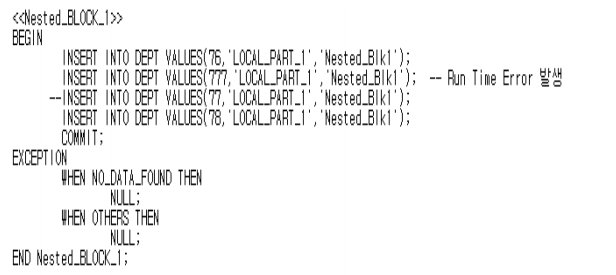 <<Nested_BLOCK_1>>
BEGIN
INSERT INTO DEPT VALUES(76,'LOCAL_PART_1','Nested_Blk1');
INSERT INTO DEPT VALUES(777,'LOCAL_PART_1','Nested_Blk1'); -- Run Time Error 발생
--INSERT INTO DEPT VALUES(77,'LOCAL_PART_1','Nested_Blk1');
INSERT INTO DEPT VALUES(78,'LOCAL_PART_1','Nested_Blk1');
COMMIT;
EXCEPTION
WHEN NO_DATA_FOUND THEN
NULL;
WHEN OTHERS THEN
NULL;
END Nested_BLOCK_1;